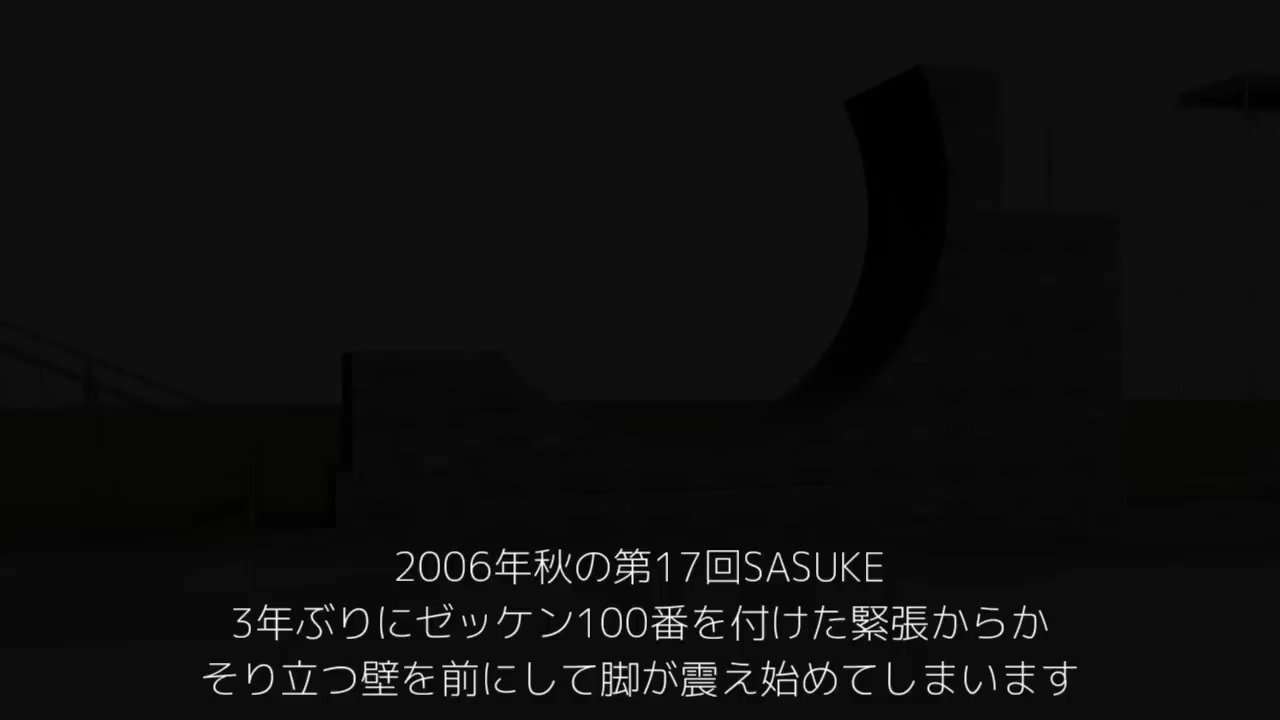 2006年秋の第17回SASUKE
3年ぶりにゼッケン100番を付けた緊張からか
そり立つ壁を前にして脚が震え始めてしまいます